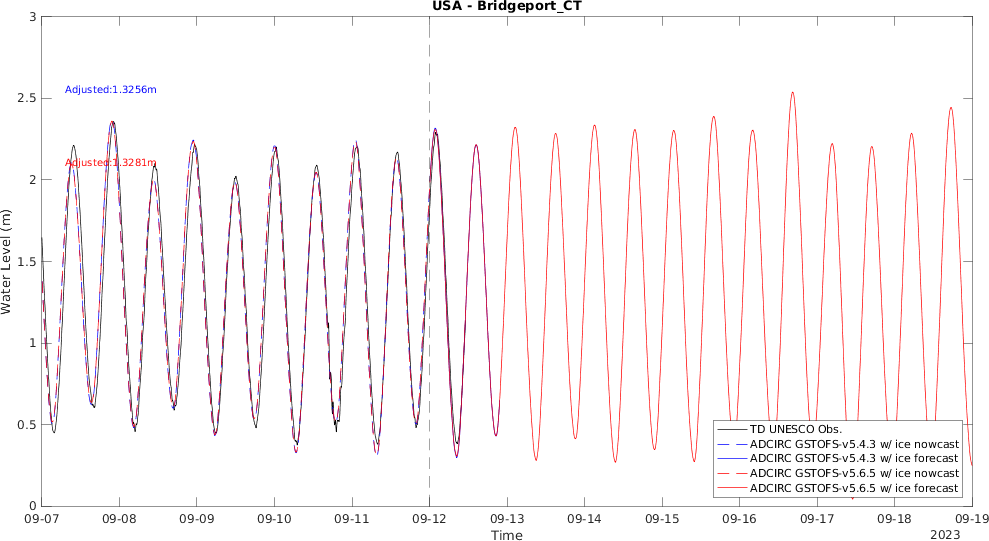 USA - Bridgeport_CT
3
2.5
2
1.5
1
0.5
0
Water Level (m)
Adjusted:1.3256m
Adjusted:1.3281m
TD UNESCO Obs.
ADCIRC GSTOFS-v5.4.3 w/ ice nowcast
ADCIRC GSTOFS-v5.4.3 w/ ice forecast
ADCIRC GSTOFS-v5.6.5 w/ ice nowcast
ADCIRC GSTOFS-v5.6.5 w/ ice forecast
09-07 09-08 09-09 09-10 09-11 09-12 09-13 09-14 09-15 09-16 09-17 09-18 09-19
Time
2023